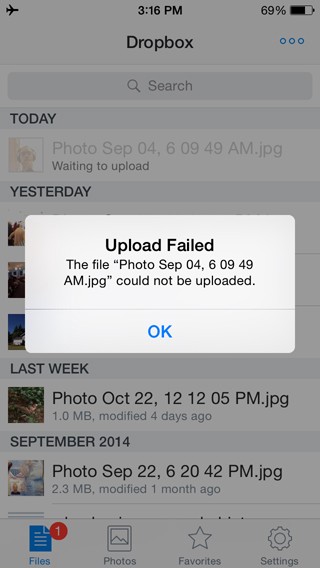 3:16 PM
69%
Dropbox
Search
TODAY
Photo Sep 04, 6 09 49 AM.jpg
Waiting to upload
YESTERDAY
Upload Failed
The file “Photo Sep 04, 6 09 49
AM.jpg” could not be uploaded.
OK
LAST WEEK
Photo Oct 22, 12 12 05 PM.jpg
1.0 MB, modified 4 days ago
SEPTEMBER 2014
Photo Sep 22, 6 20 42 PM.jpg
2.3 MB, modified 1 month ago
1
Files
Photos
Favorites
Settings